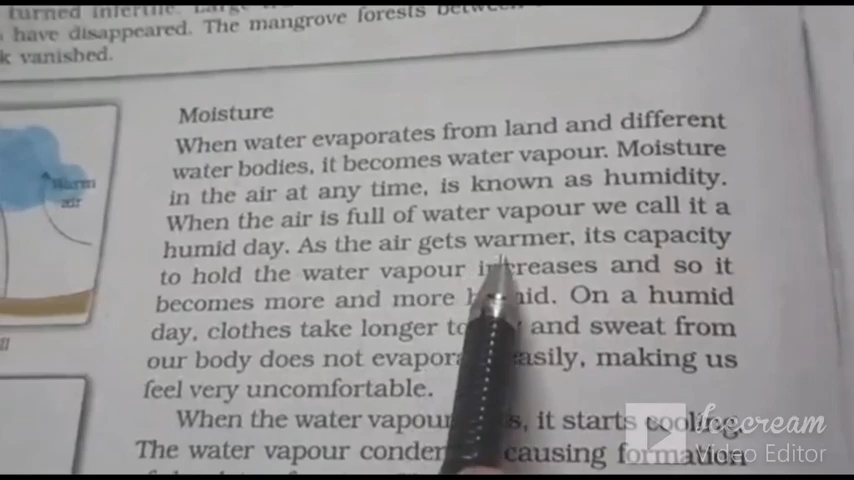 turned infertile.
have disappeared. The mangrove forests between
k vanished.
Moisture
When water evaporates from land and different
water bodies, it becomes water vapour. Moisture
in the air at any time, is known as humidity.
When the air is full of water vapour we call it a
humid day. As the air gets warmer, its capacity
to hold the water vapour increases and so it
becomes more and more humid. On a humid
day, clothes take longer to and sweat from
our body does not evaporate easily, making us
feel very uncomfortable.
When the water vapour it starts cooling.
The water vapour causing formation
Warm
air
Icecream
Video Editor